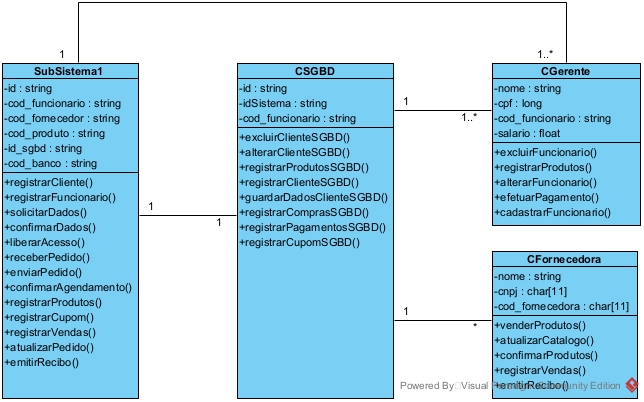 1
1..*
SubSistema1
-id : string
-cod_funcionario : string
-cod_fornecedor : string
-cod_produto : string
-id_sgbd : string
-cod_banco : string
+registrarCliente()
+registrarFuncionario()
+solicitarDados()
+confirmarDados()
+liberarAcesso()
+receberPedido()
+enviarPedido()
+confirmarAgendamento()
+registrarProdutos()
+registrarCupom()
+registrarVendas()
+atualizarPedido()
+emitirRecibo()
1
1
CSGBD
-id : string
-idSistema : string
-cod_funcionario : string
+excluirClienteSGBD()
+alterarClienteSGBD()
+registrarProdutosSGBD()
+registrarClienteSGBD()
+guardarDadosClienteSGBD()
+registrarComprasSGBD()
+registrarPagamentosSGBD()
+registrarCupomSGBD()
1
1..*
CGerente
-nome : string
-cpf : long
-cod_funcionario : string
-salario : float
+excluirFuncionario()
+registrarProdutos()
+alterarFuncionario()
+efetuarPagamento()
+cadastrarFuncionario()
1
*
CFornecedora
-nome : string
-cnpj : char[11]
-cod_fornecedora : char[11]
+venderProdutos()
+atualizarCatalogo()
+confirmarProdutos()
+registrarVendas()
+emitirRecibo()
Powered By Visual Paradigm Community Edition